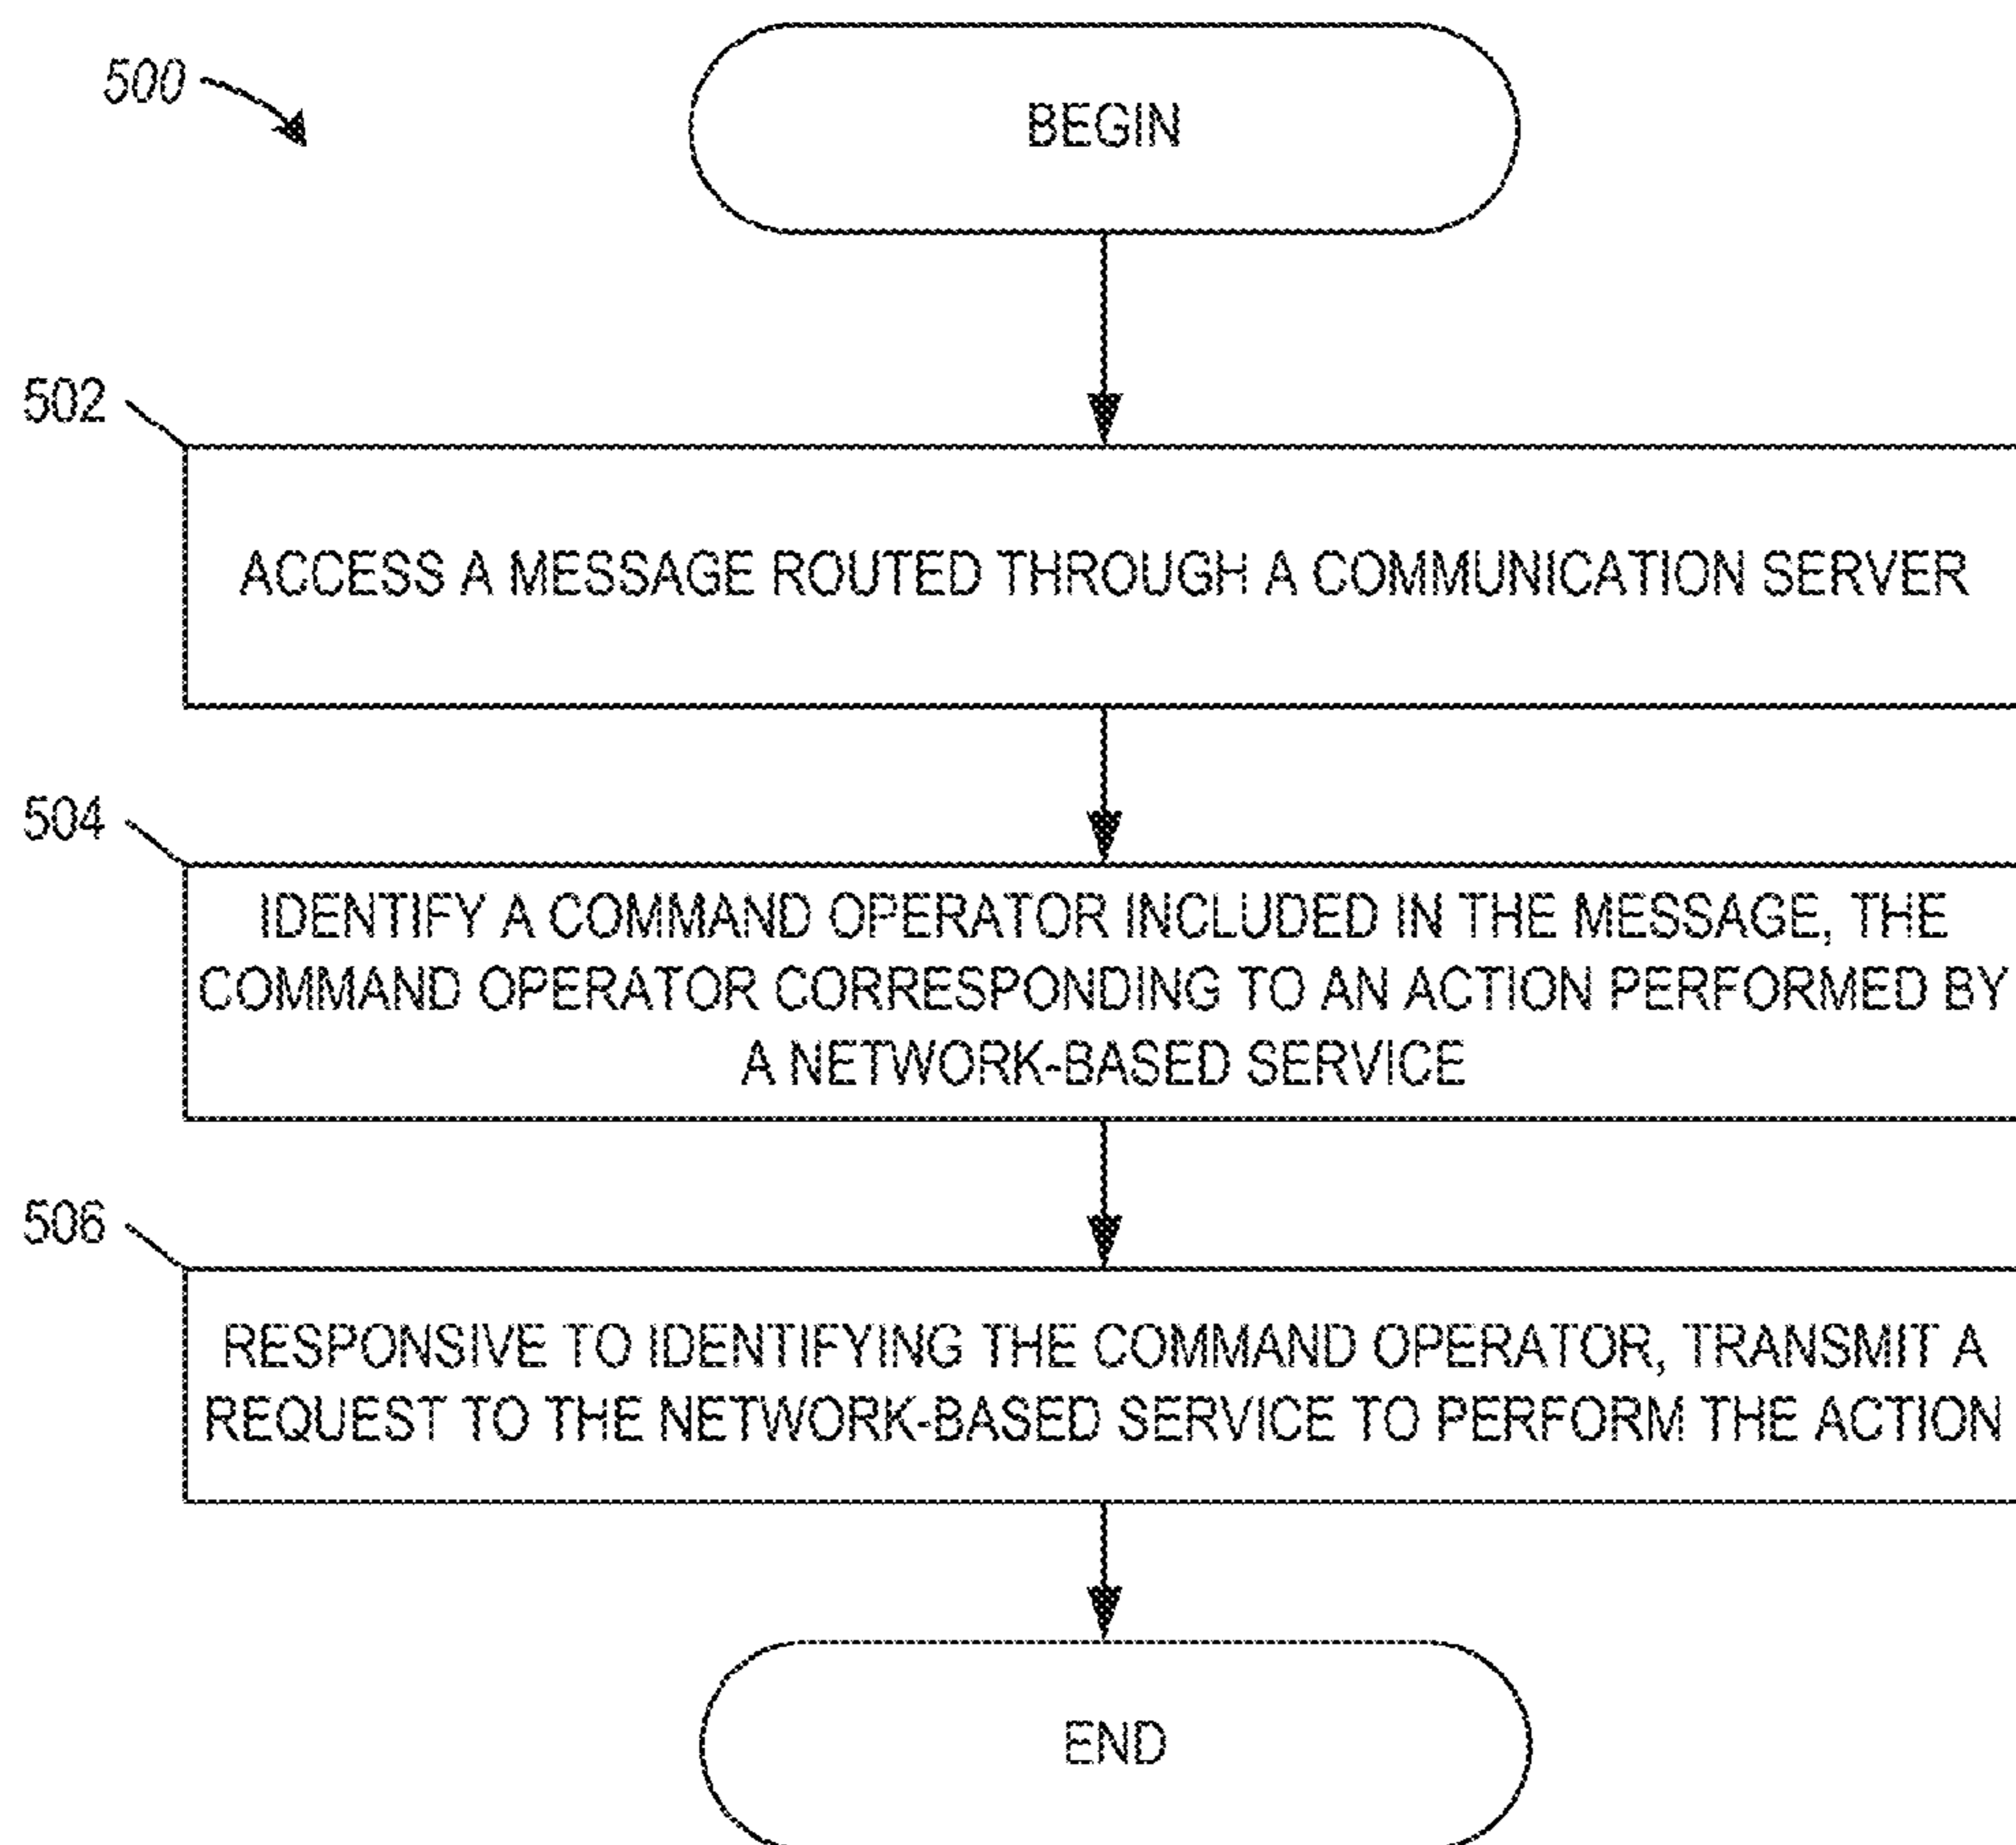 500
BEGIN
502
ACCESS A MESSAGE ROUTED THROUGH A COMMUNICATION SERVER
504
IDENTIFY A COMMAND OPERATOR INCLUDED IN THE MESSAGE, THE
COMMAND OPERATOR CORRESPONDING TO AN ACTION PERFORMED BY
A NETWORK-BASED SERVICE
506
RESPONSIVE TO IDENTIFYING THE COMMAND OPERATOR, TRANSMIT A
REQUEST TO THE NETWORK-BASED SERVICE TO PERFORM THE ACTION
END